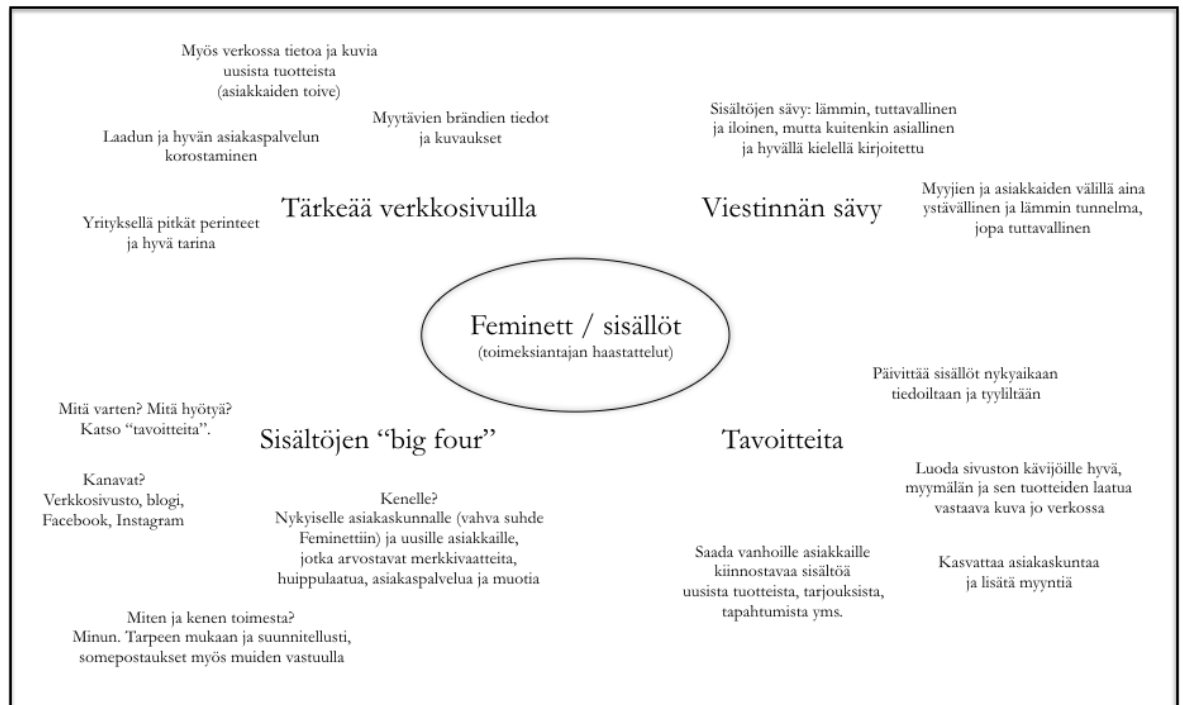 Myös verkossa tietoa ja kuvia
uusista tuotteista
(asiakkaiden toive)
Myytävien brändien tiedot
ja kuvaukset
Laadun ja hyvän asiakaspalvelun
korostaminen
Tärkeää verkkosivuilla
Yrityksellä pitkät perinteet
ja hyvä tarina
Sisältöjen sävy: lämmin, tuttavallinen
ja iloinen, mutta kuitenkin asiallinen
ja hyvällä kielellä kirjoitettu
Viestinnän sävy
Myyjien ja asiakkaiden välillä aina
ystävällinen ja lämmin tunnelma,
jopa tuttavallinen
Feminett / sisällöt
(toimeksiantajan haastattelut)
Mitä varten? Mitä hyötyä?
Katso “tavoitteita”.
Sisältöjen “big four”
Kanavat?
Verkkosivusto, blogi,
Facebook, Instagram
Kenelle?
Nykyiselle asiakaskunnalle (vahva suhde
Feminettiin) ja uusille asiakkaille,
jotka arvostavat merkkivaatteita,
huippulaatua, asiakaspalvelua ja muotia
Miten ja kenen toimesta?
Minun. Tarpeen mukaan ja suunnitellusti,
somepostaukset myös muiden vastuulla
Päivittää sisällöt nykyaikaan
tiedoiltaan ja tyyliltään
Tavoitteita
Luoda sivuston kävijöille hyvä,
myymälän ja sen tuotteiden laatua
vastaava kuva jo verkossa
Saada vanhoille asiakkaille
kiinnostavaa sisältöä
uusista tuotteista, tarjouksista,
tapahtumista yms.
Kasvattaa asiakaskuntaa
ja lisätä myyntiä